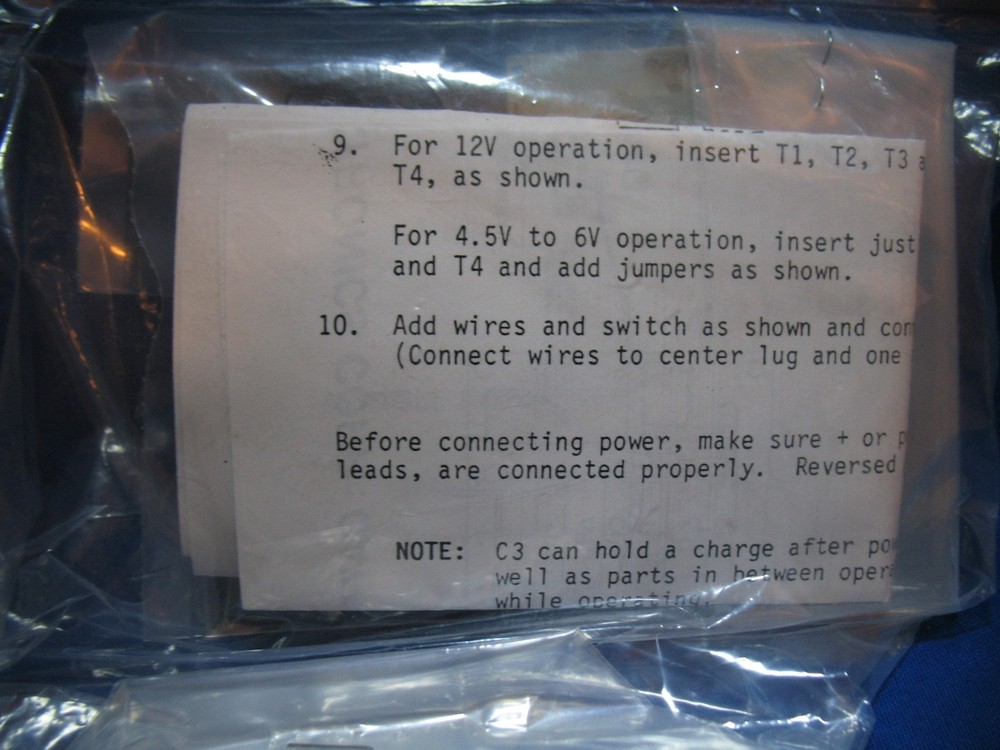 9. For 12V operation, insert T1, T2, T3
T4, as shown.
For 4.5V to 6V operation, insert just
and T4 and add jumpers as shown.
10. Add wires and switch as shown and
(Connect wires to center lug and one
Before connecting power, make sure + or
leads, are connected properly. Reversed
NOTE: C3 can hold a charge after
well as parts in between
while operating.